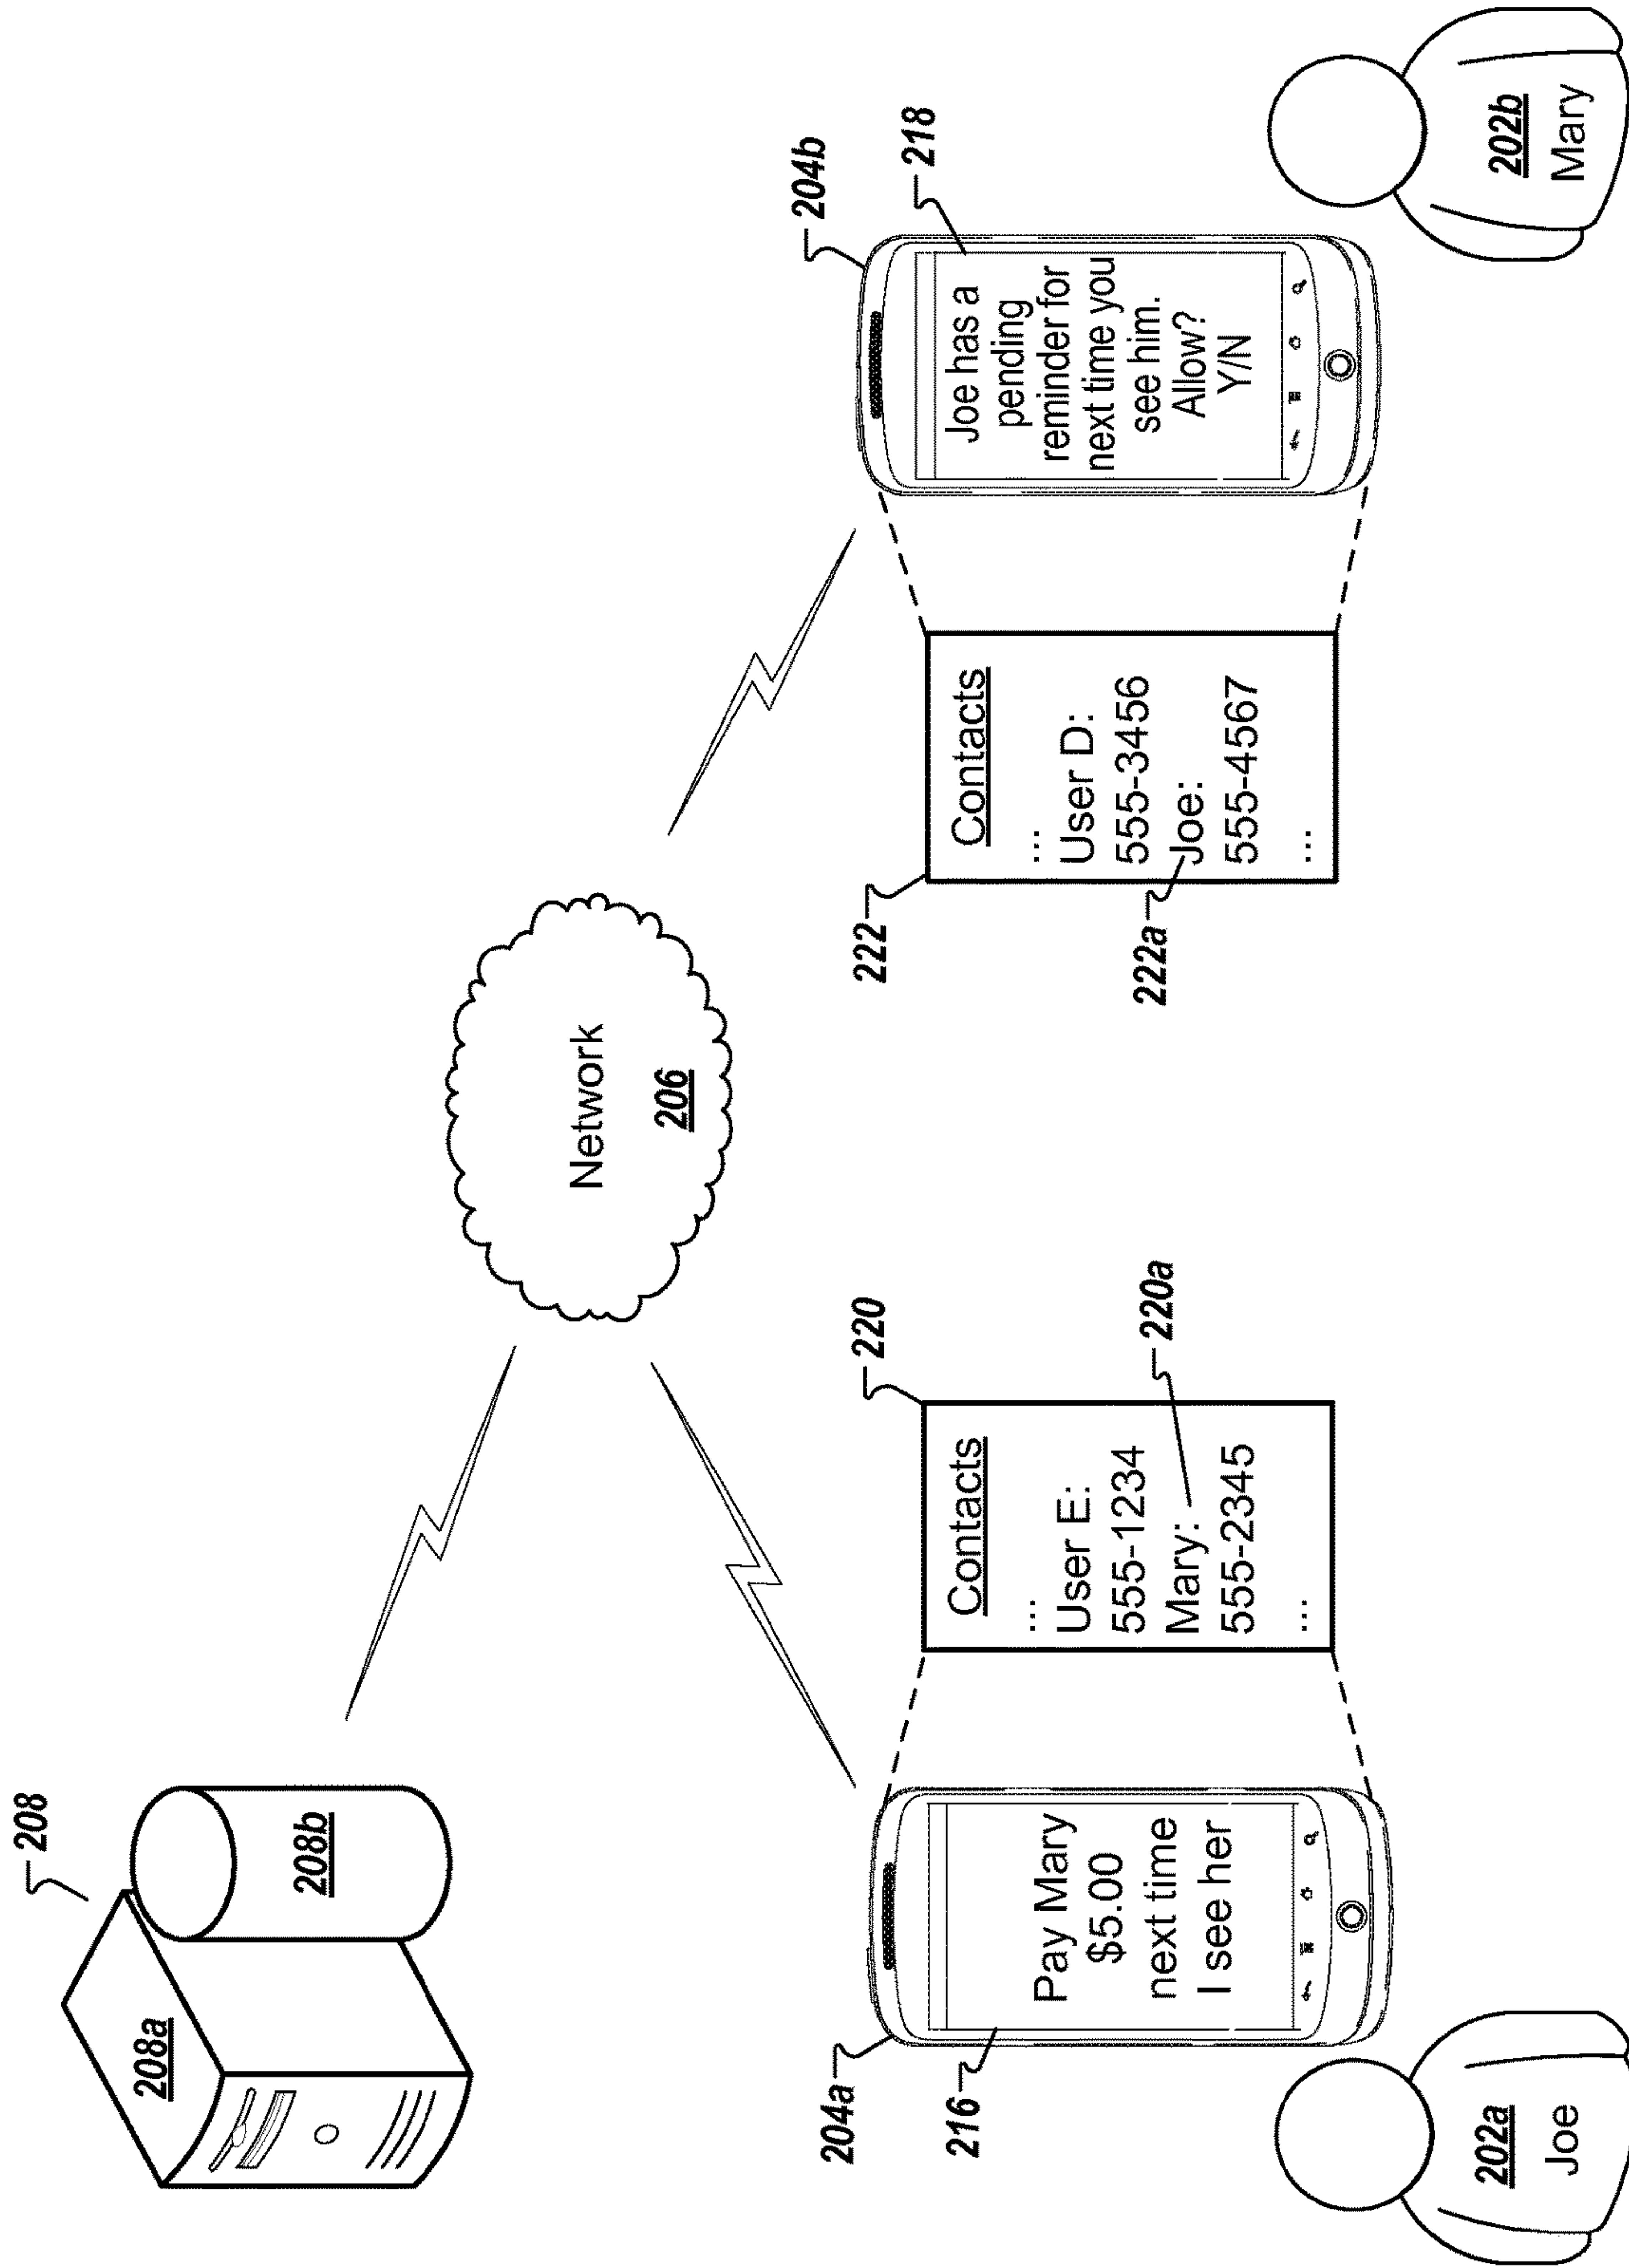 208
208a
208b
Network
206
204a
216
Pay Mary
$5.00
next time
I see her
220
Contacts
...
User E:
555-1234
Mary:
555-2345
...
220a
222
222a
Contacts
...
User D:
555-3456
Joe:
555-4567
...
204b
218
Joe has a
pending
reminder for
next time you
see him.
Allow?
Y/N
202a
Joe
202b
Mary